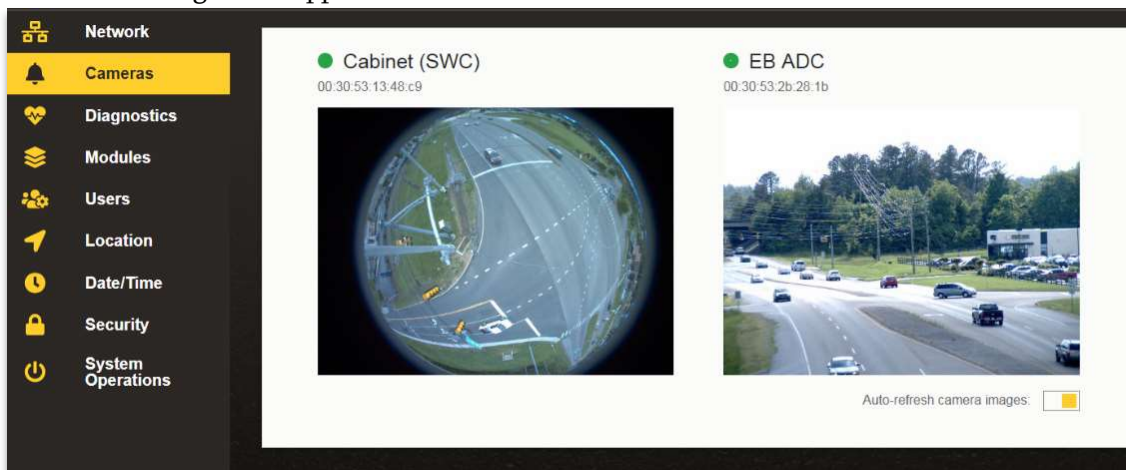 Network
Cameras
Diagnostics
Modules
Users
Location
Date/Time
Security
System
Operations
Cabinet (SWC)
00:30:53:13:48:c9
EB ADC
00:30:53:2b:28:1b
Auto-refresh camera images: